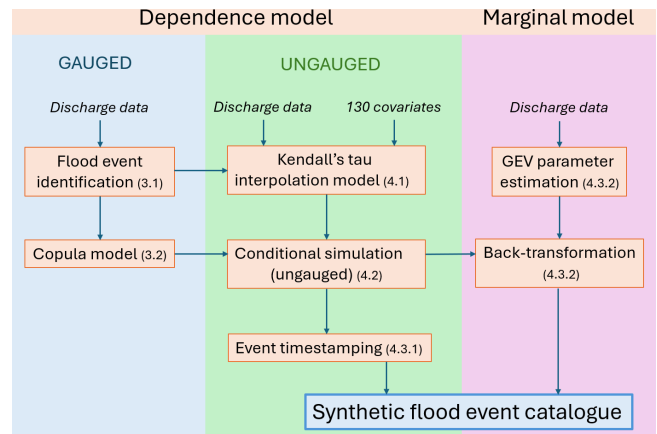 Dependence model
Marginal model
GAUGED
UNGAUGED
Discharge data
Discharge data
130 covariates
Discharge data
Flood event
identification (3.1)
Kendall's tau
interpolation model (4.1)
GEV parameter
estimation (4.3.2)
Copula model (3.2)
Conditional simulation
(ungauged) (4.2)
Back-transformation
(4.3.2)
Event timestamping (4.3.1)
Synthetic flood event catalogue